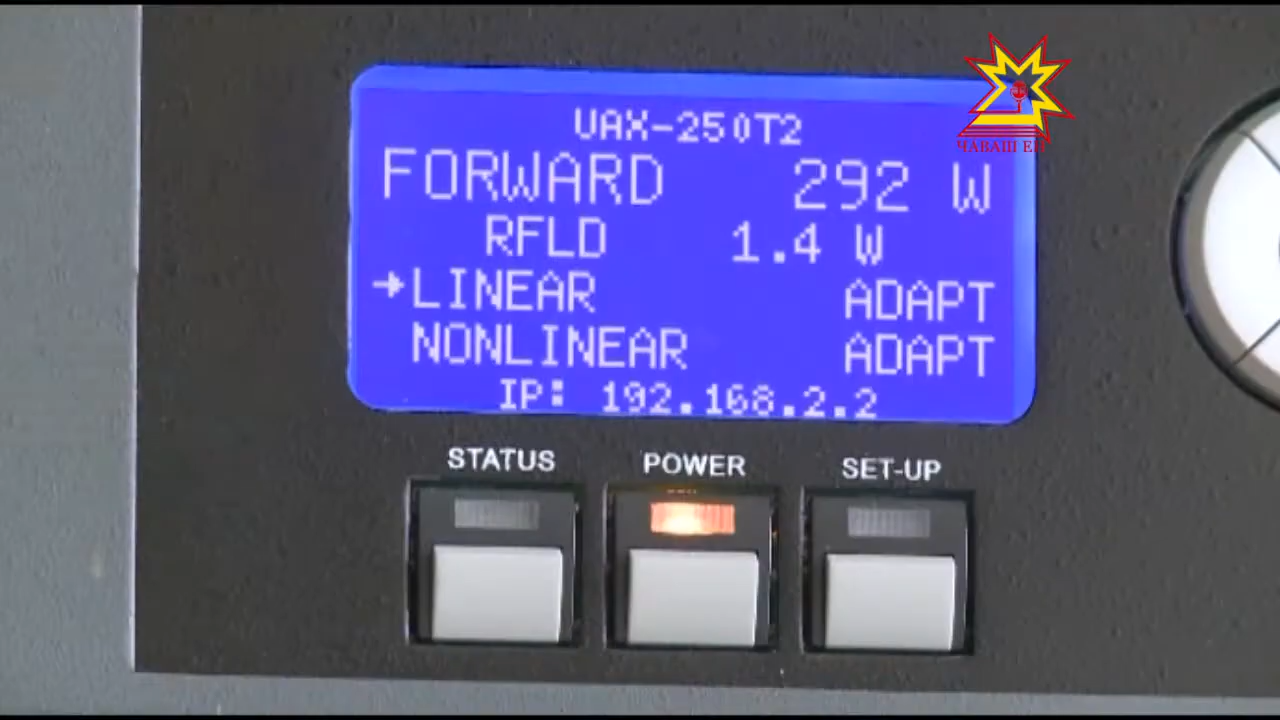 UAX-250T2
FORWARD 292 W
RFLD 1.4 W
→LINEAR ADAPT
NONLINEAR ADAPT
IP: 192.168.2.2
STATUS POWER SET-UP
ЧӐВАШ ЕН